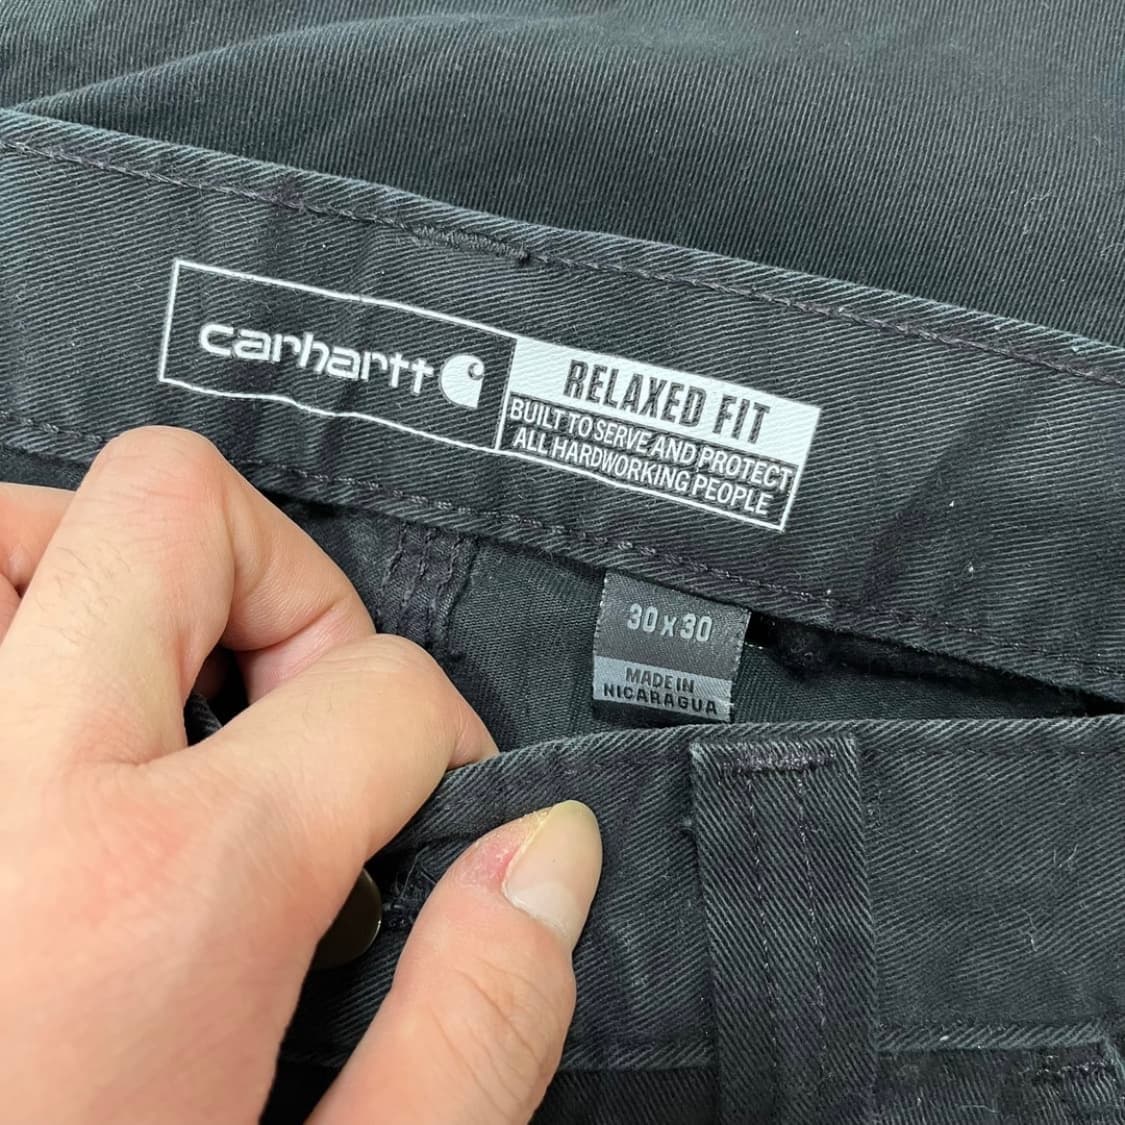 carhartt
RELAXED FIT
BUILT TO SERVE AND PROTECT
ALL HARDWORKING PEOPLE
30 x 30
MADE IN
NICARAGUA